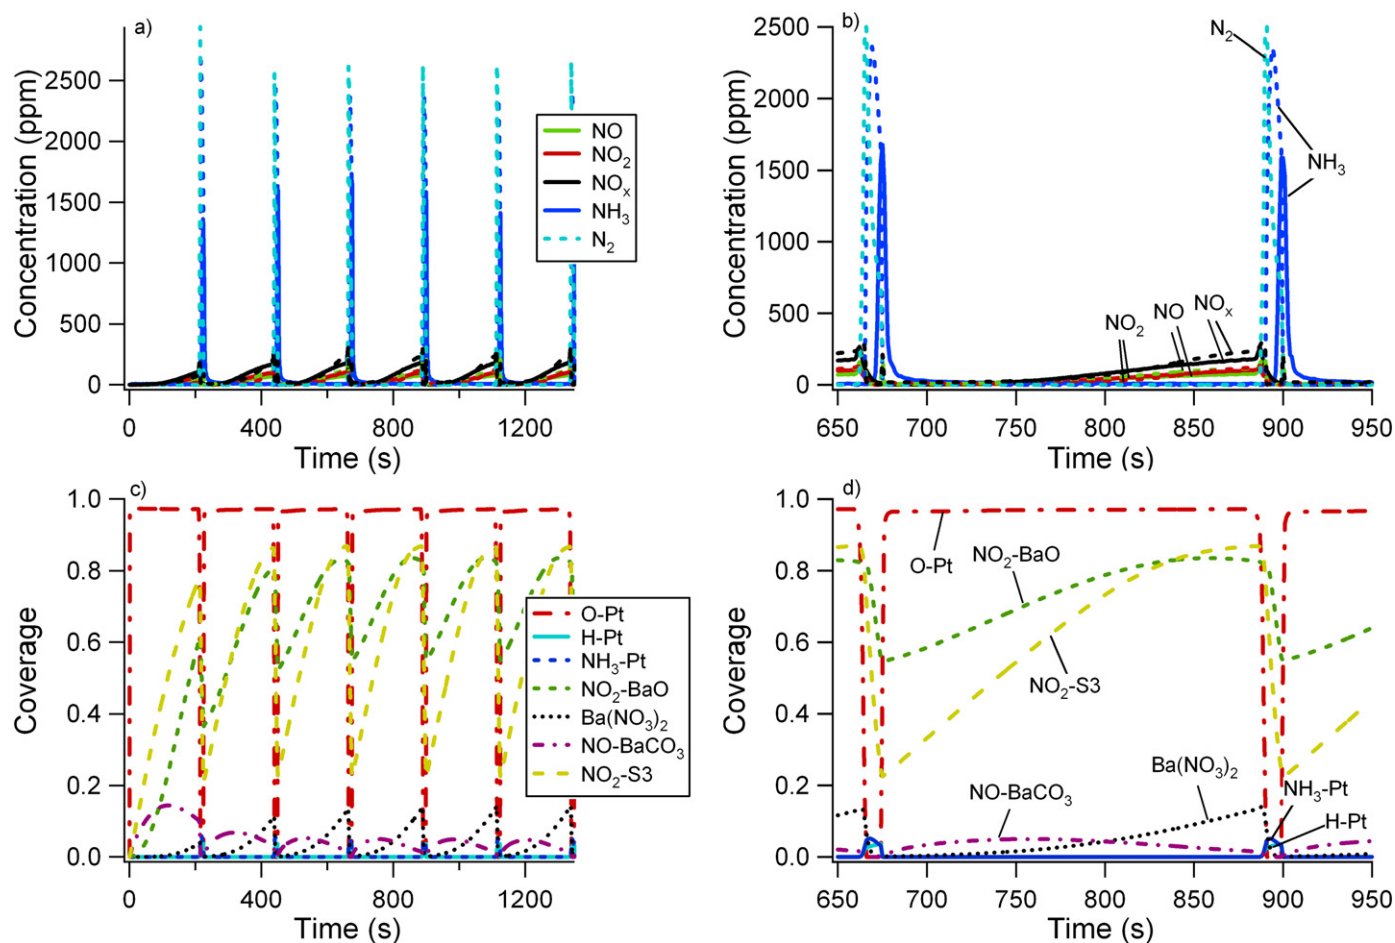 a)
Concentration (ppm)
2500
2000
1500
1000
500
0
NO
NO2
NOx
NH3
N2
0 400 800 1200
Time (s)
b)
Concentration (ppm)
2500
2000
1500
1000
500
0
N2
NH3
NO2
NO
NOx
650 700 750 800 850 900 950
Time (s)
c)
Coverage
1.0
0.8
0.6
0.4
0.2
0.0
O-Pt
H-Pt
NH3-Pt
NO2-BaO
Ba(NO3)2
NO-BaCO3
NO2-S3
0 400 800 1200
Time (s)
d)
Coverage
1.0
0.8
0.6
0.4
0.2
0.0
O-Pt
NO2-BaO
NO2-S3
Ba(NO3)2
NO-BaCO3
NH3-Pt
H-Pt
650 700 750 800 850 900 950
Time (s)